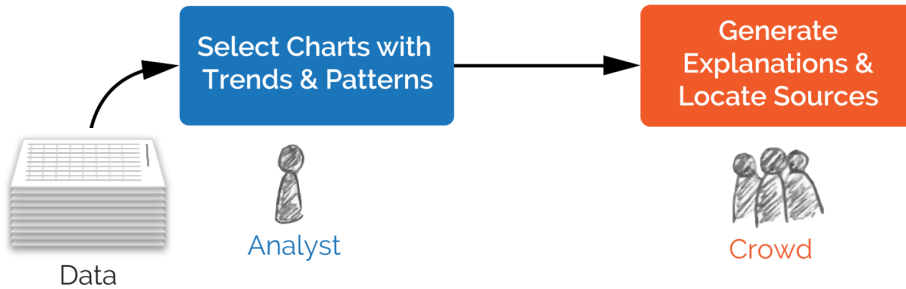 Select Charts with
Trends & Patterns
Generate
Explanations &
Locate Sources
Data
Analyst
Crowd